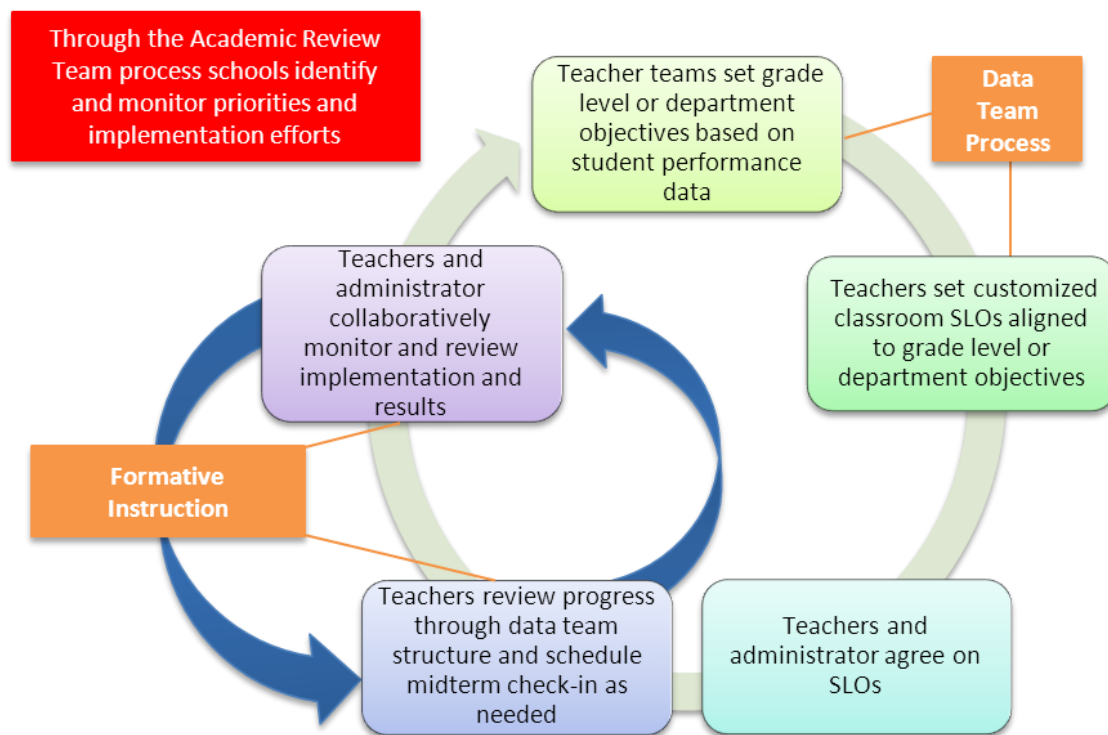 Through the Academic Review
Team process schools identify
and monitor priorities and
implementation efforts
Teacher teams set grade
level or department
objectives based on
student performance
data
Data
Team
Process
Teachers set customized
classroom SLOs aligned
to grade level or
department objectives
Teachers and
administrator
collaboratively
monitor and review
implementation and
results
Formative
Instruction
Teachers review progress
through data team
structure and schedule
midterm check-in as
needed
Teachers and
administrator agree on
SLOs